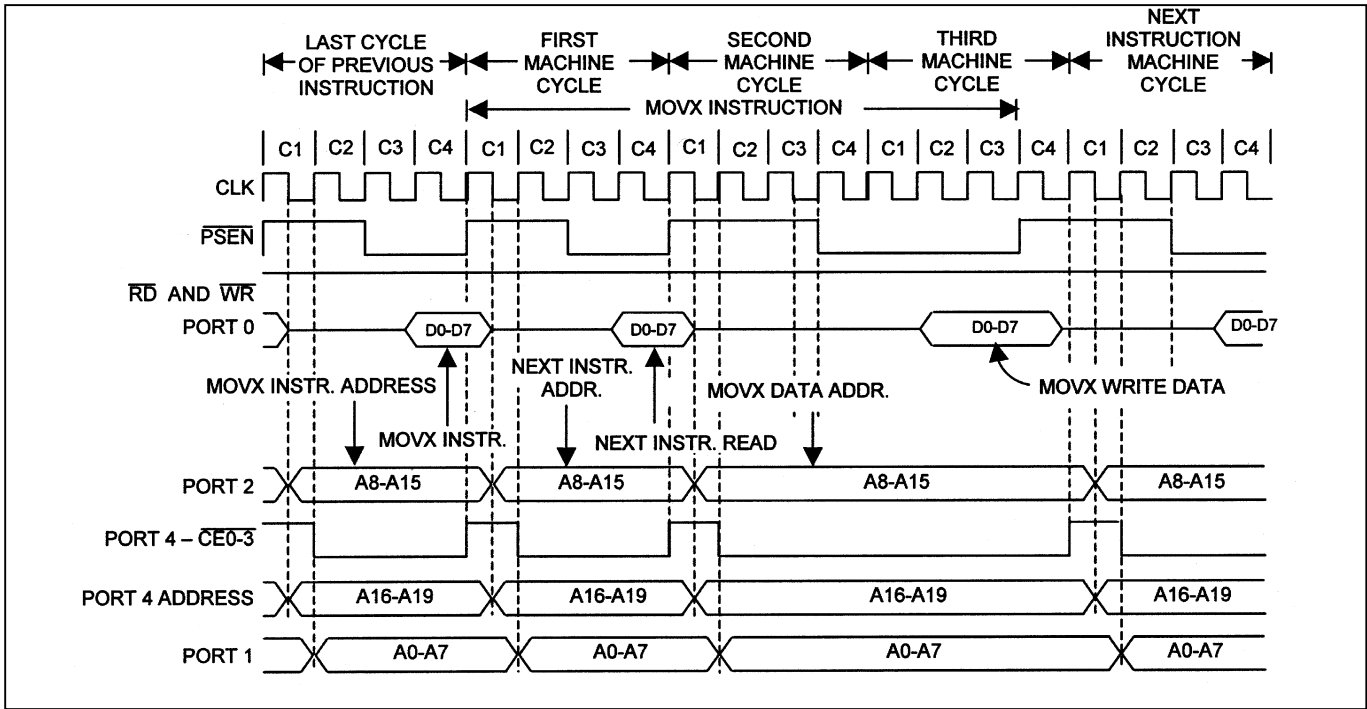 LAST CYCLE
OF PREVIOUS
INSTRUCTION
FIRST
MACHINE
CYCLE
SECOND
MACHINE
CYCLE
THIRD
MACHINE
CYCLE
NEXT
INSTRUCTION
MACHINE
CYCLE
MOVX INSTRUCTION
C1 C2 C3 C4 C1 C2 C3 C4 C1 C2 C3 C4 C1 C2 C3 C4 C1 C2 C3 C4
CLK
PSEN
RD AND WR
PORT 0 D0-D7 D0-D7 D0-D7 D0-D7
MOVX INSTR. ADDRESS
MOVX INSTR.
NEXT INSTR.
ADDR.
NEXT INSTR. READ
MOVX DATA ADDR.
MOVX WRITE DATA
PORT 2 A8-A15 A8-A15 A8-A15 A8-A15
PORT 4 – CE0-3
PORT 4 ADDRESS A16-A19 A16-A19 A16-A19 A16-A19
PORT 1 A0-A7 A0-A7 A0-A7 A0-A7